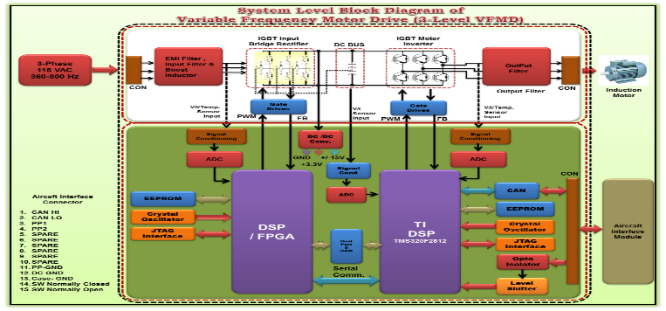 System Level Block Diagram of
Variable Frequency Motor Drive (3-Level VFMD)
3-Phase
115 VAC
360-800 Hz
CON
EMI Filter,
Input Filter &
Boost
Inductor
IGBT Input
Bridge Rectifier
DC BUS
IGBT Motor
Inverter
Output
Filter
Output Filter
CON
Induction
Motor
V/I/Temp.
Sensor
Input
Gate
Drives
PWM
FB
V/I
Sensor
Input
Gate
Drives
PWM
FB
V/I/Temp.
Sensor
Input
Signal
Conditioning
ADC
DC /DC
Conv.
GND
+/- 15V
+3.3V
Signal
Cond
ADC
Signal
Conditioning
ADC
CON
Aircaft Interface
Connector
1. CAN HI
2. CAN LO
3. PP1
4. PP2
5. SPARE
6. SPARE
7. SPARE
8. SPARE
9. SPARE
10. SPARE
11. PP-GND
12. DC GND
13. Case- GND
14. SW Normally Closed
15. SW Normally Open
EEPROM
Crystal
Oscillator
JTAG
Interface
DSP
/ FPGA
Serial
Comm.
TI
DSP
TMS320F2812
CAN
EEPROM
Crystal
Oscillator
JTAG
Interface
Opto
Isolator
Level
Shifter
Aircraft
Interface
Module